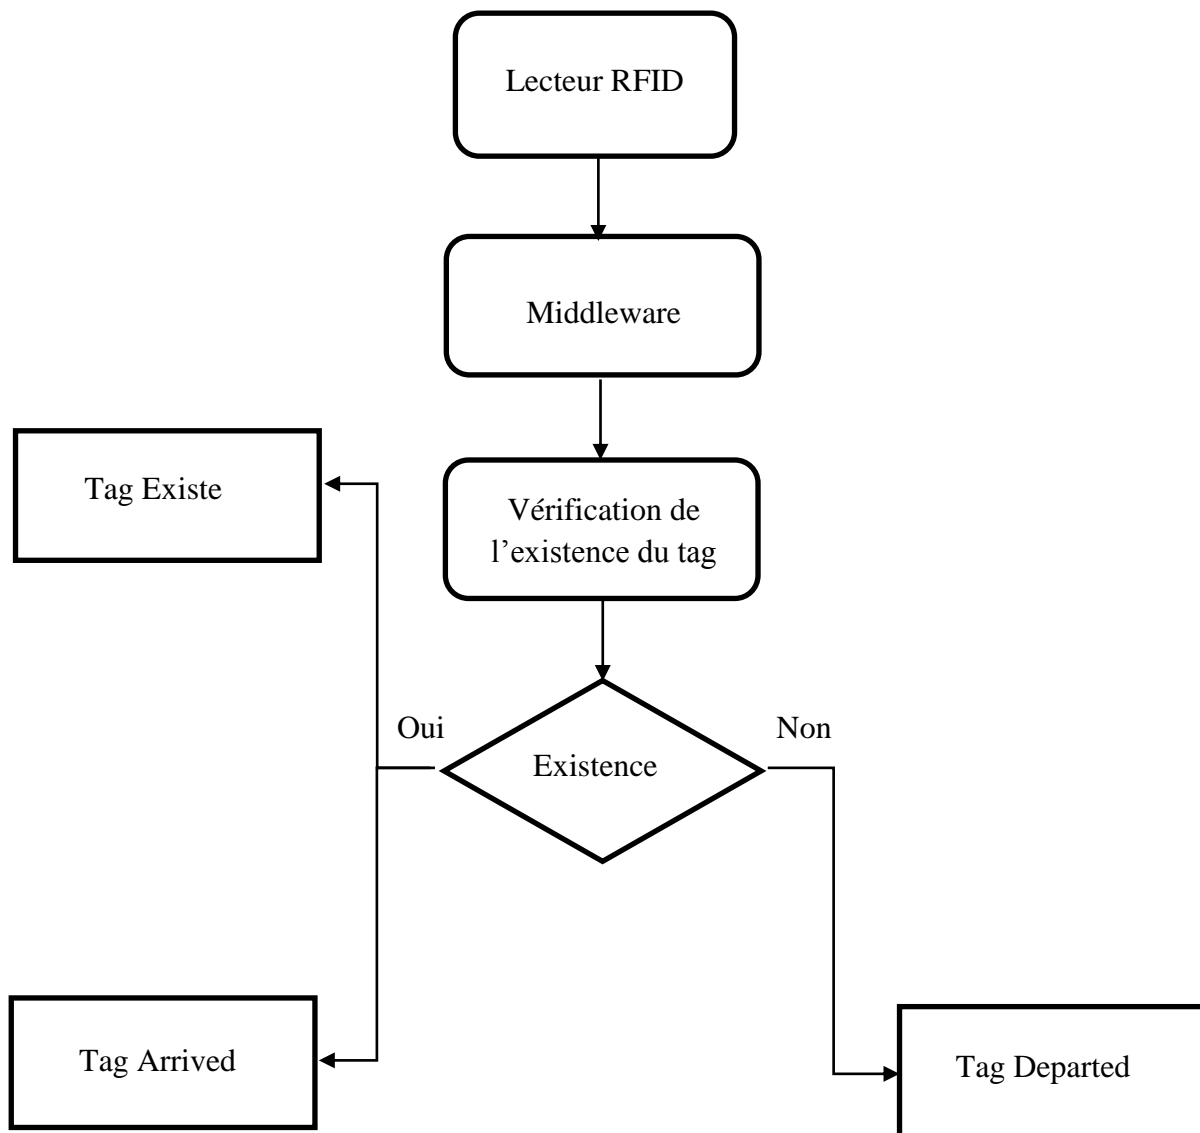 Lecteur RFID
Middleware
Tag Existe
Vérification de
l’existence du tag
Oui
Non
Existence
Tag Arrived
Tag Departed